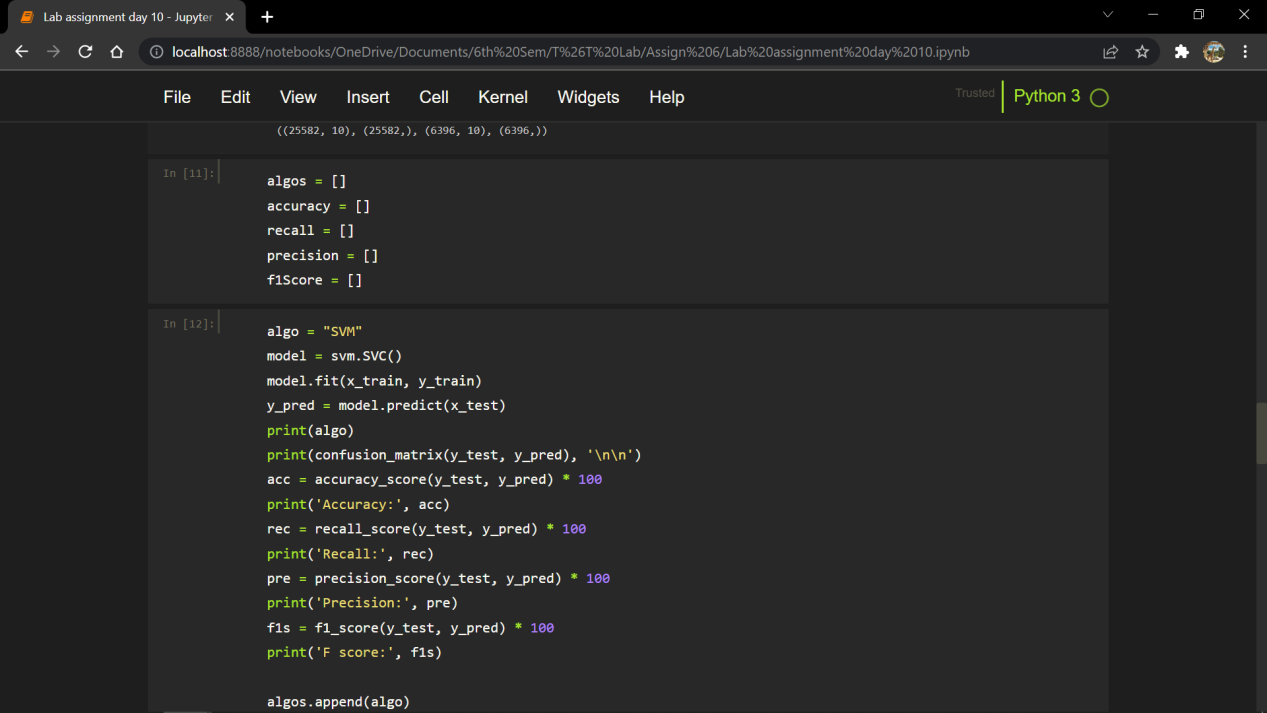 Lab assignment day 10 - Jupyter
localhost:8888/notebooks/OneDrive/Documents/6th%20Sem/T%26T%20Lab/Assign%206/Lab%20assignment%20day%2010.ipynb
File Edit View Insert Cell Kernel Widgets Help Trusted Python 3
((25582, 10), (25582,), (6396, 10), (6396,))
In [11]:
algos = []
accuracy = []
recall = []
precision = []
f1Score = []
In [12]:
algo = "SVM"
model = svm.SVC()
model.fit(x_train, y_train)
y_pred = model.predict(x_test)
print(algo)
print(confusion_matrix(y_test, y_pred), '\n\n')
acc = accuracy_score(y_test, y_pred) * 100
print('Accuracy:', acc)
rec = recall_score(y_test, y_pred) * 100
print('Recall:', rec)
pre = precision_score(y_test, y_pred) * 100
print('Precision:', pre)
f1s = f1_score(y_test, y_pred) * 100
print('F score:', f1s)
algos.append(algo)